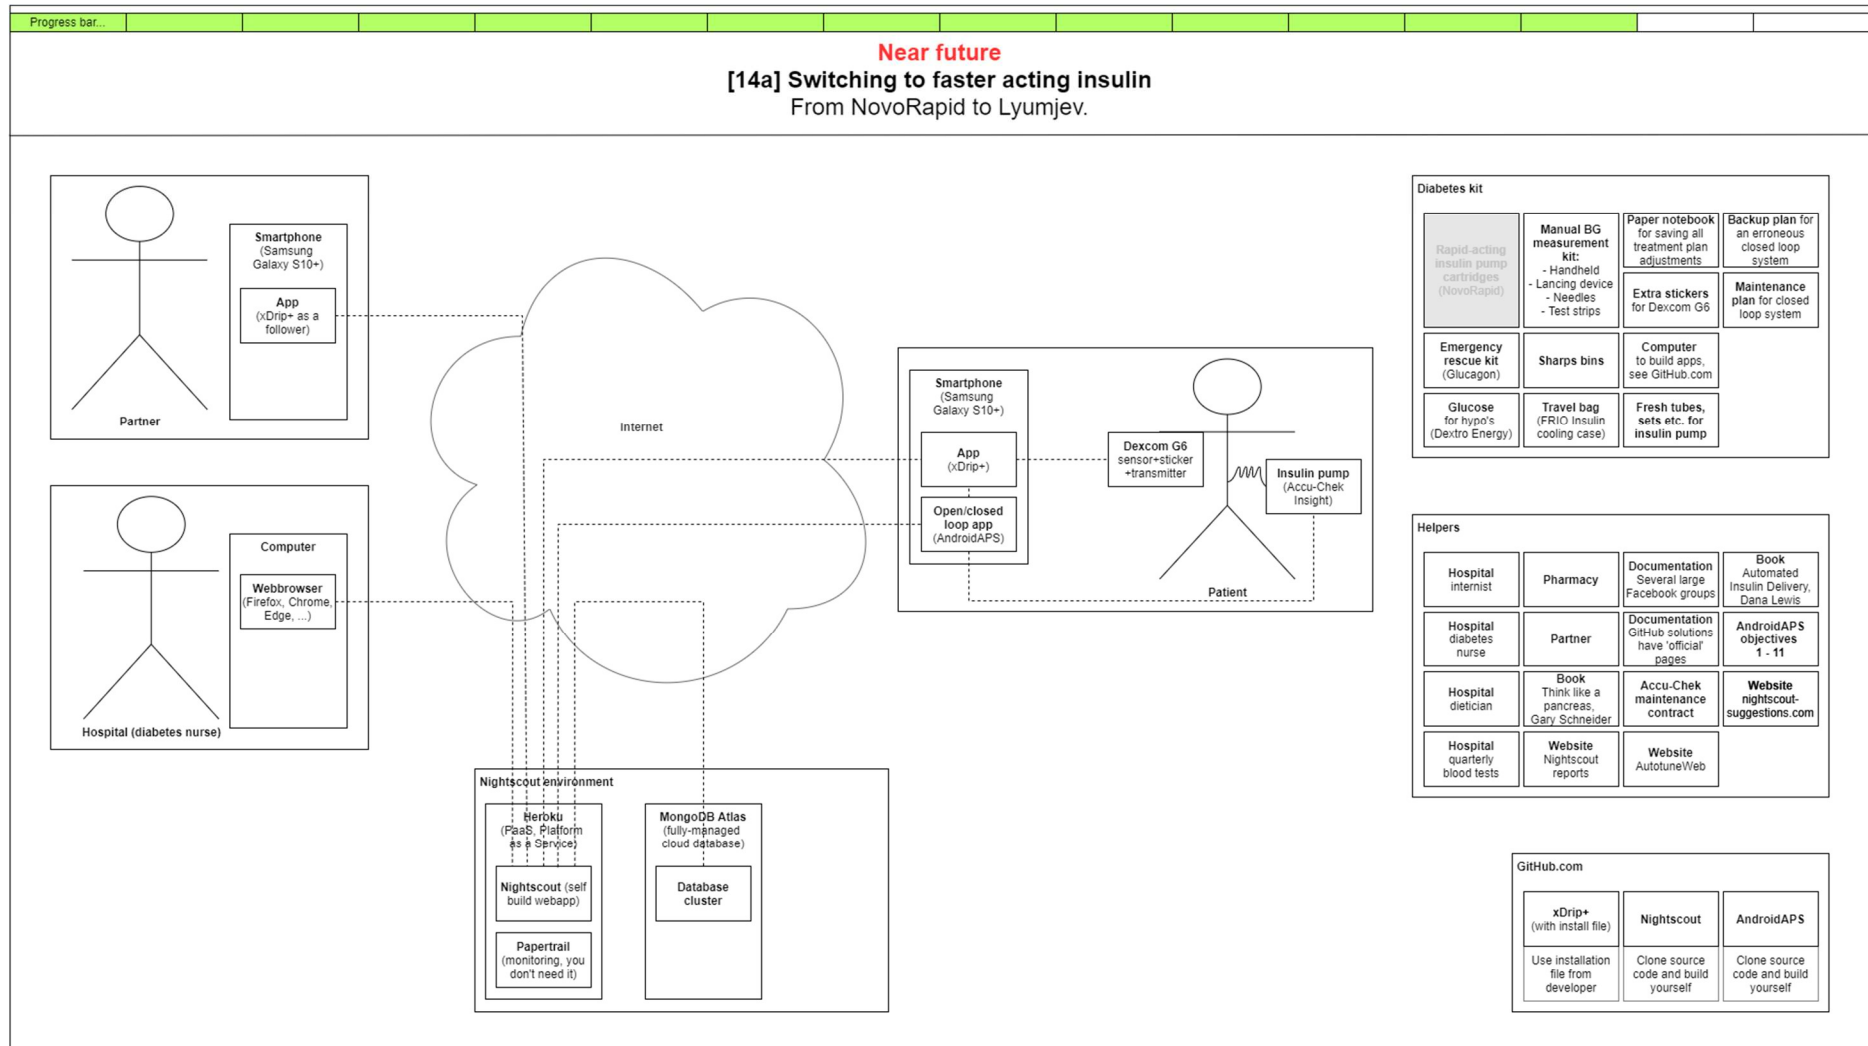 Progress bar...
Near future
[14a] Switching to faster acting insulin
From NovoRapid to Lyumjev.
Smartphone
(Samsung
Galaxy S10+)
App
(xDrip+ as a
follower)
Partner
Computer
Webbrowser
(Firefox, Chrome,
Edge, ...)
Hospital (diabetes nurse)
Internet
Smartphone
(Samsung
Galaxy S10+)
App
(xDrip+)
Open/closed
loop app
(AndroidAPS)
Dexcom G6
sensor+sticker
+transmitter
Insulin pump
(Accu-Chek
Insight)
Patient
Nightscout environment
Heroku
(PaaS, Platform
as a Service)
Nightscout (self
build webapp)
Papertrail
(monitoring, you
don't need it)
MongoDB Atlas
(fully-managed
cloud database)
Database
cluster
Diabetes kit
Rapid-acting
insulin pump
cartridges
(NovoRapid)
Manual BG
measurement
kit:
- Handheld
- Lancing device
- Needles
- Test strips
Paper notebook
for saving all
treatment plan
adjustments
Backup plan for
an erroneous
closed loop
system
Extra stickers
for Dexcom G6
Maintenance
plan for closed
loop system
Emergency
rescue kit
(Glucagon)
Sharps bins
Computer
to build apps,
see GitHub.com
Glucose
for hypo's
(Dextro Energy)
Travel bag
(FRIO Insulin
cooling case)
Fresh tubes,
sets etc. for
insulin pump
Helpers
Hospital
internist
Pharmacy
Documentation
Several large
Facebook groups
Book
Automated
Insulin Delivery,
Dana Lewis
Hospital
diabetes
nurse
Partner
Documentation
GitHub solutions
have 'official'
pages
AndroidAPS
objectives
1 - 11
Hospital
dietician
Book
Think like a
pancreas,
Gary Schneider
Accu-Chek
maintenance
contract
Website
nightscout-
suggestions.com
Hospital
quarterly
blood tests
Website
Nightscout
reports
Website
AutotuneWeb
GitHub.com
xDrip+
(with install file)
Nightscout
AndroidAPS
Use installation
file from
developer
Clone source
code and build
yourself
Clone source
code and build
yourself